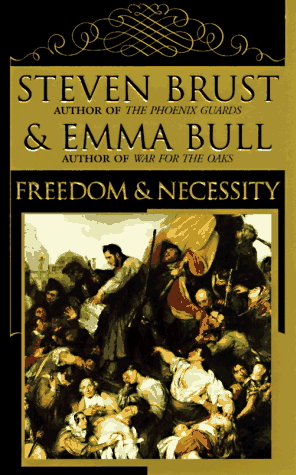 STEVEN BRUST
AUTHOR OF THE PHOENIX GUARDS
& EMMA BULL
AUTHOR OF WAR FOR THE OAKS
FREEDOM & NECESSITY